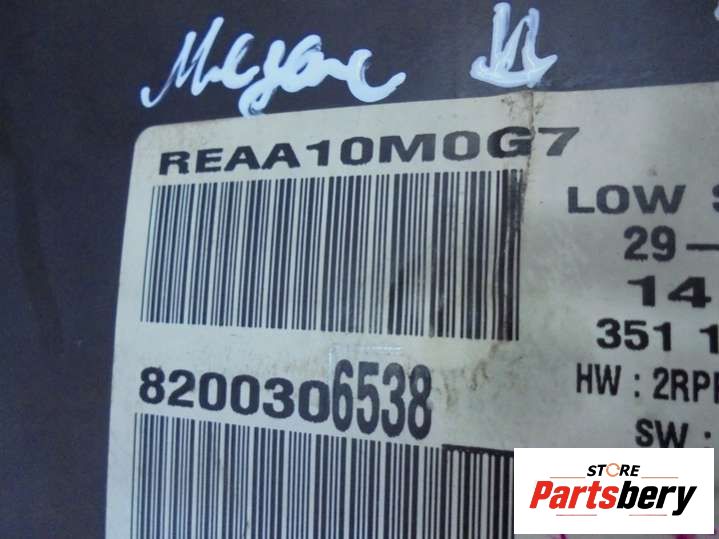 Megane II
REAA10M0G7
LOW
29-
14
351 1
8200306538
HW : 2RP
SW :
STORE
Partsbery